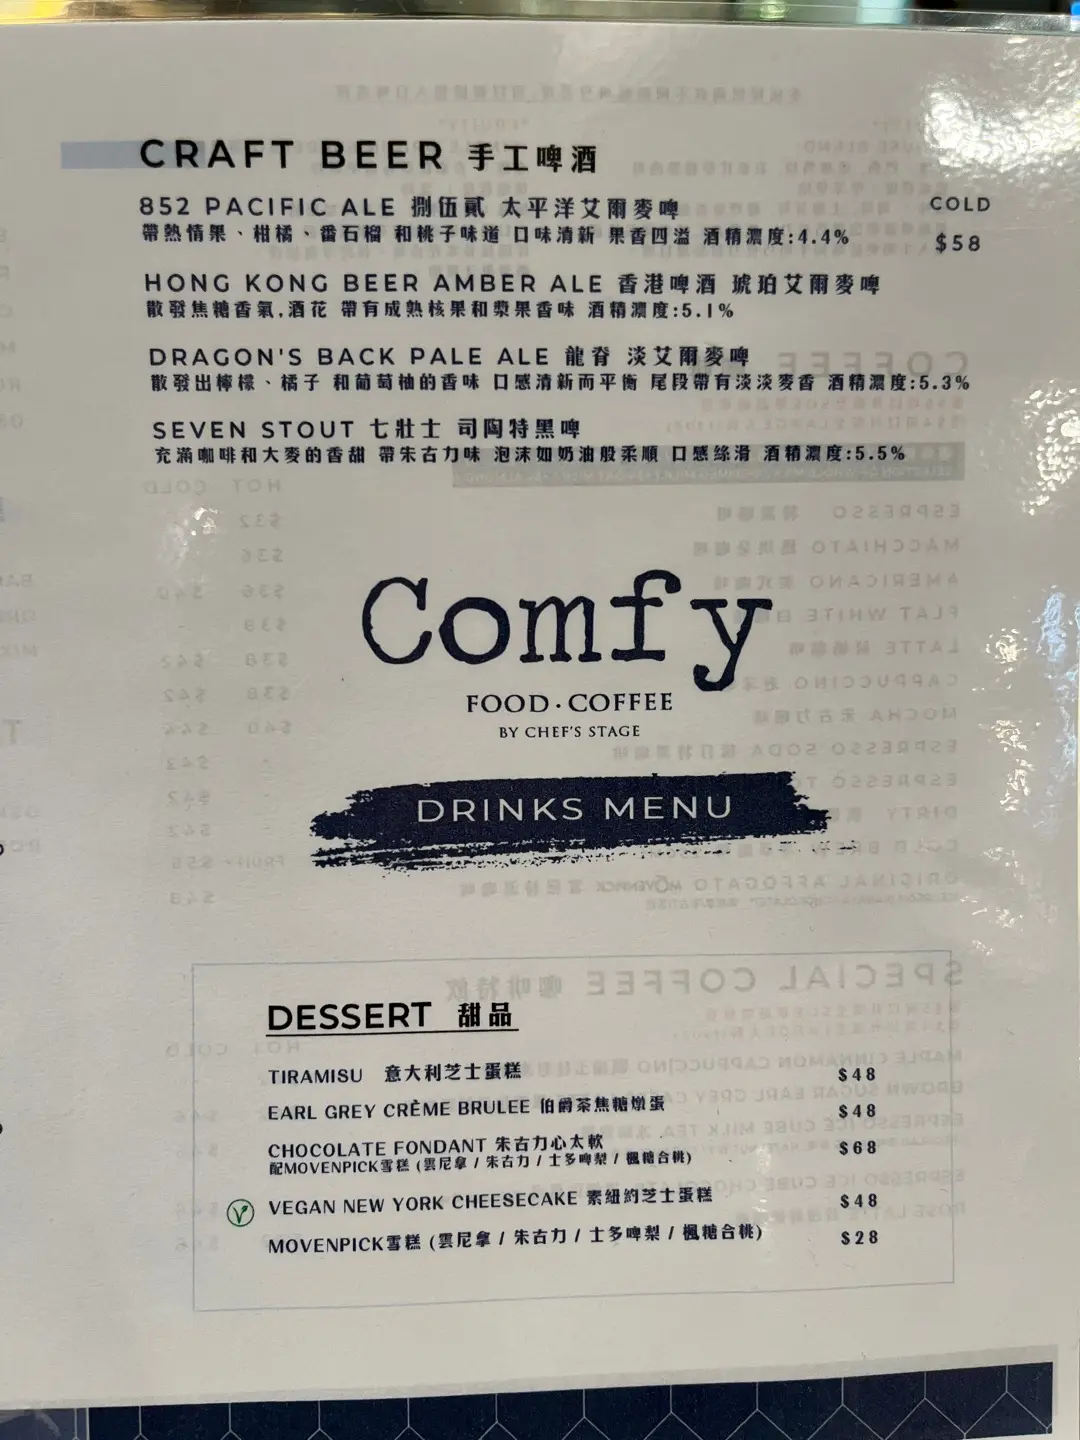 CRAFT BEER 手工啤酒
COLD
852 PACIFIC ALE 捌伍貳 太平洋艾爾麥啤
帶熱情果、柑橘、番石榴 和桃子味道 口味清新 果香四溢 酒精濃度:4.4%
$58
HONG KONG BEER AMBER ALE 香港啤酒 琥珀艾爾麥啤
散發焦糖香氣,酒花 帶有成熟核果和漿果香味 酒精濃度:5.1%
DRAGON'S BACK PALE ALE 龍脊 淡艾爾麥啤
散發出檸檬、橘子 和葡萄柚的香味 口感清新而平衡 尾段帶有淡淡麥香 酒精濃度:5.3%
SEVEN STOUT 七壯士 司陶特黑啤
充滿咖啡和大麥的香甜 帶朱古力味 泡沫如奶油般柔順 口感絲滑 酒精濃度:5.5%
Comfy
FOOD·COFFEE
BY CHEF'S STAGE
DRINKS MENU
DESSERT 甜品
TIRAMISU 意大利芝士蛋糕 $48
EARL GREY CRÈME BRULEE 伯爵茶焦糖燉蛋 $48
CHOCOLATE FONDANT 朱古力心太軟 $68
配MOVENPICK雪糕 (雲尼拿 / 朱古力 / 士多啤梨 / 楓糖合桃)
VEGAN NEW YORK CHEESECAKE 素紐約芝士蛋糕 $48
MOVENPICK雪糕 (雲尼拿 / 朱古力 / 士多啤梨 / 楓糖合桃) $28